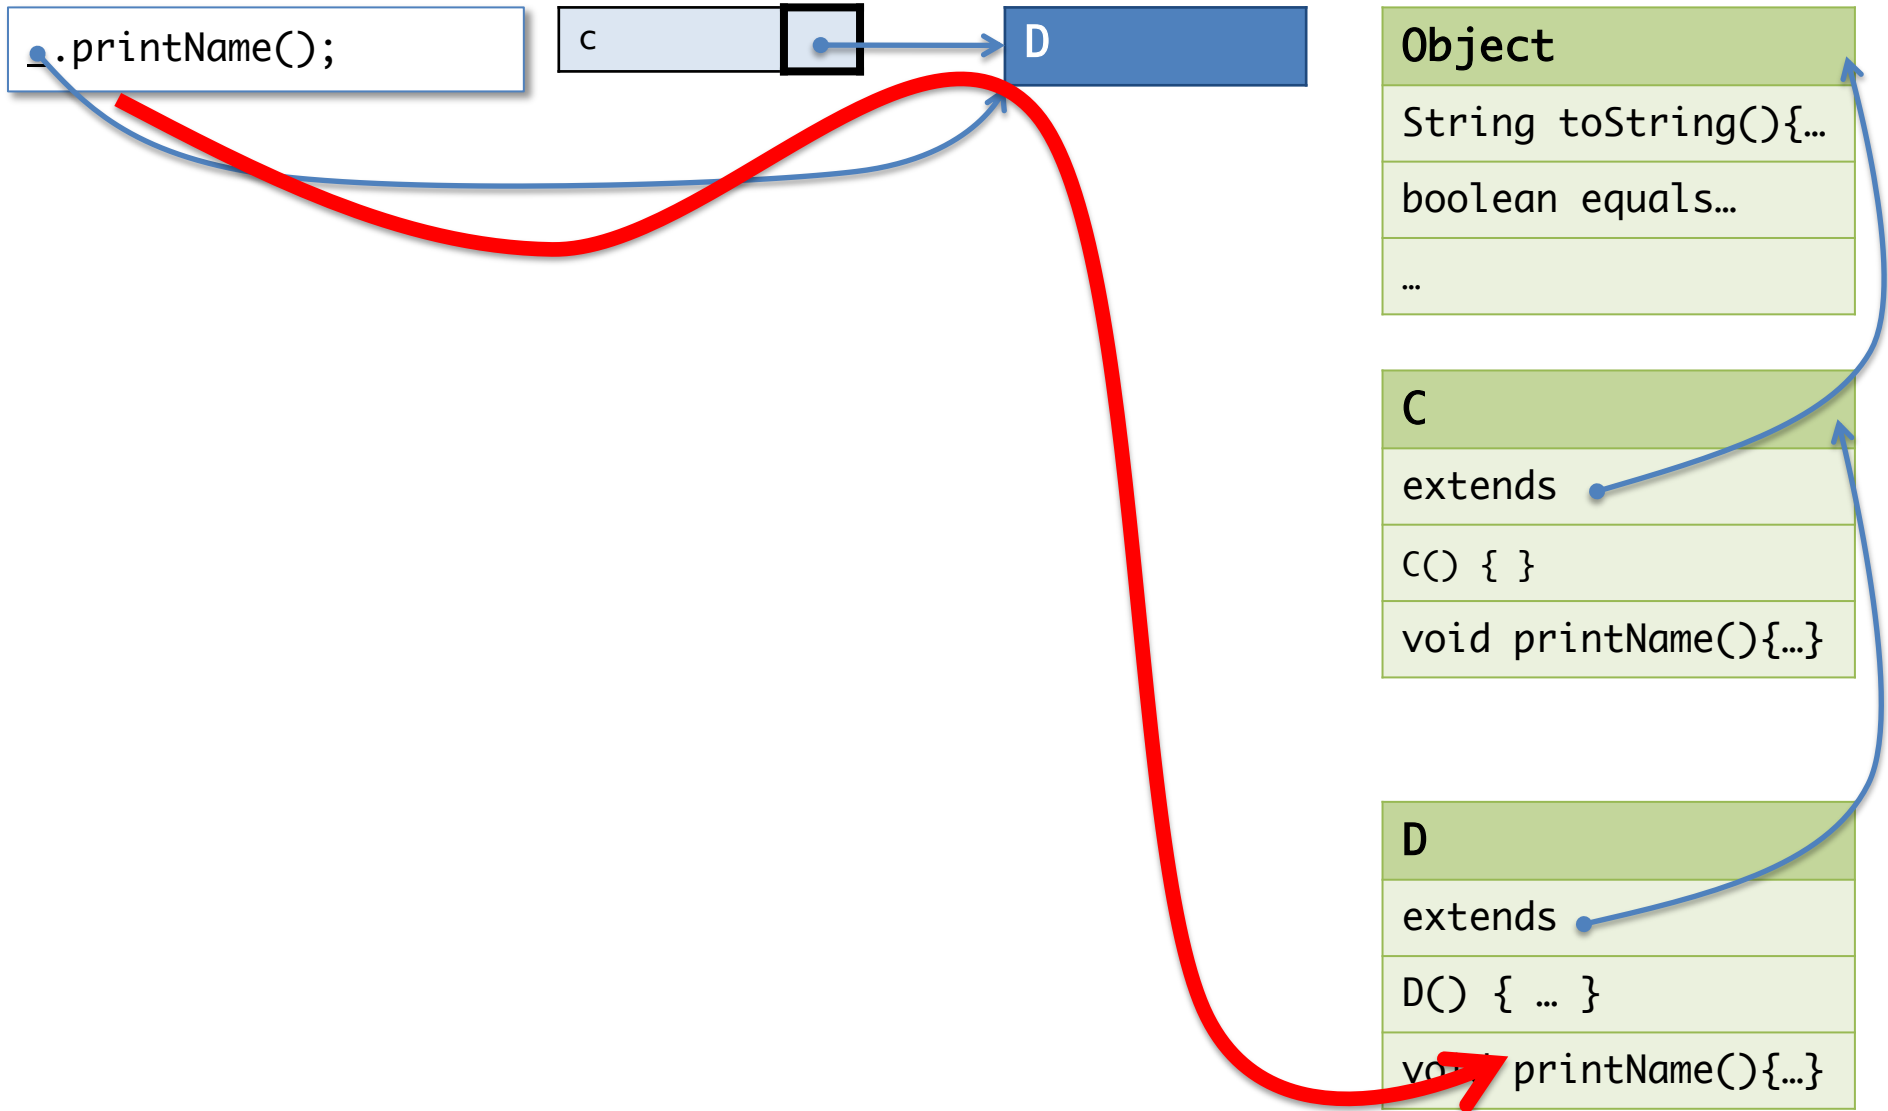 _.printName();
c
D
Object
String toString(){…
boolean equals…
…
C
extends
C() { }
void printName(){…}
D
extends
D() { … }
printName(){…}